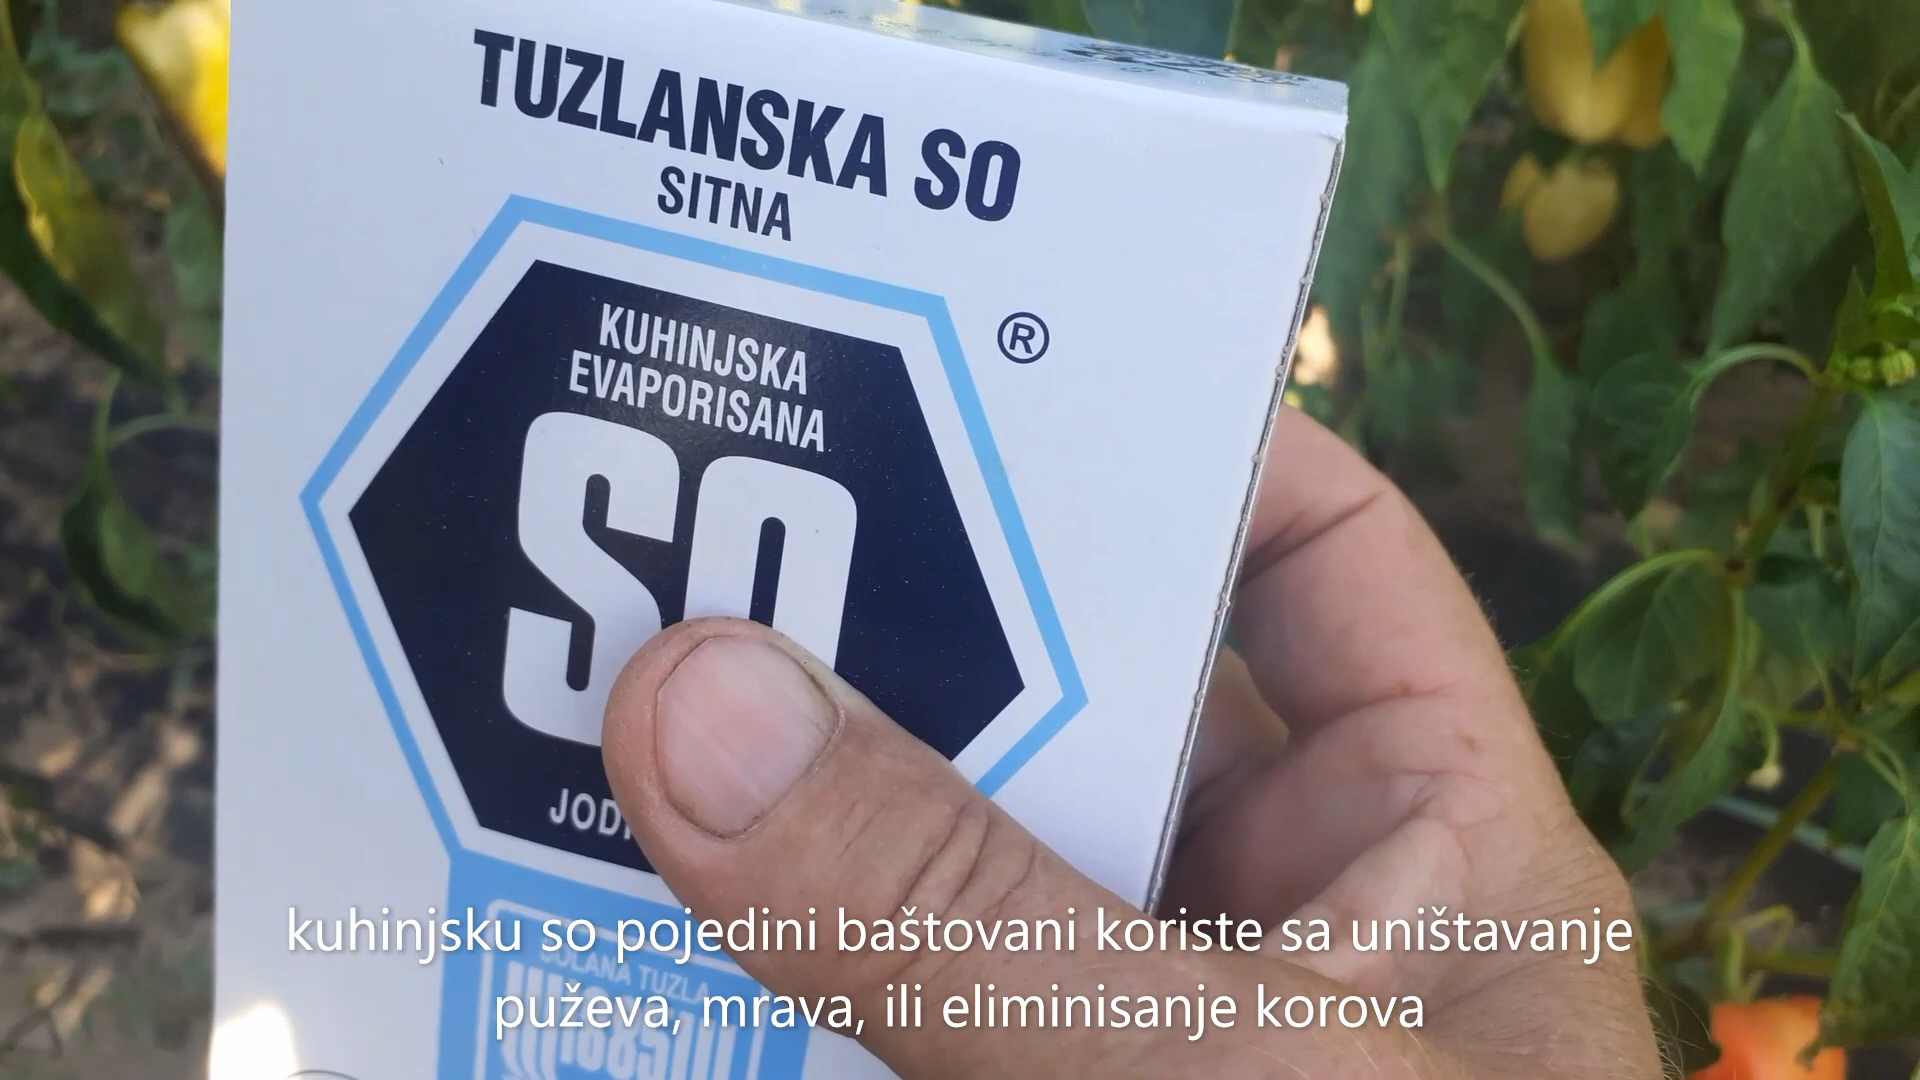 TUZLANSKA SO
SITNA
®
KUHINJSKA
EVAPORISANA
SO
JODI
SOLANA TUZLA
kuhinjsku so pojedini baštovani koriste sa uništavanje
puževa, mrava, ili eliminisanje korova